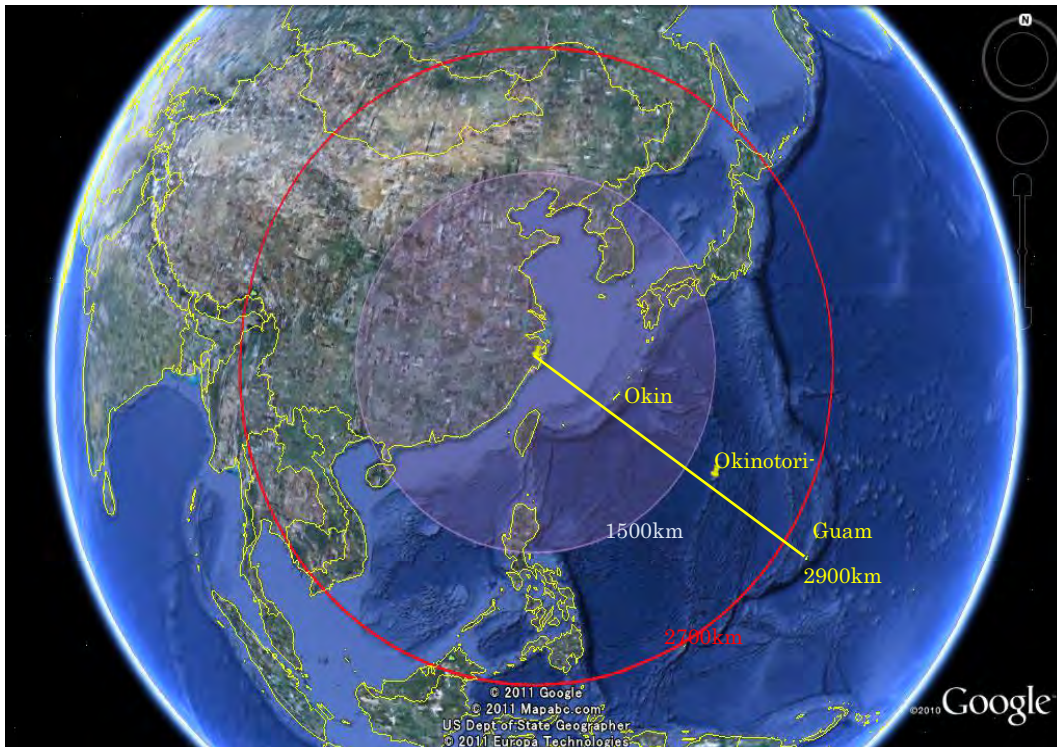 N
Okin
Okinotori-
1500km
Guam
2900km
2700km
© 2011 Google
© 2011 Mapabc.com
US Dept of State Geographer
© 2011 Europa Technologies
©2010 Google